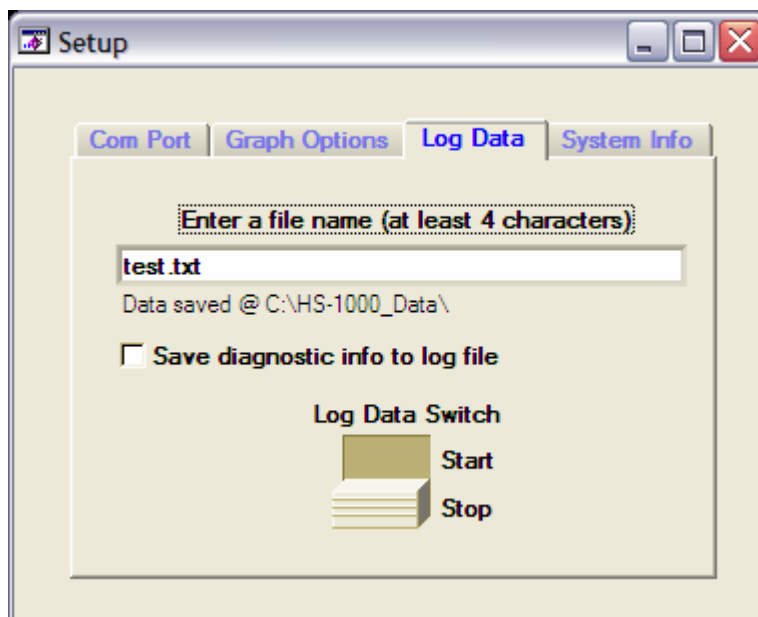 Setup
Com Port Graph Options Log Data System Info
Enter a file name (at least 4 characters)
test.txt
Data saved @ C:\HS-1000_Data\
Save diagnostic info to log file
Log Data Switch
Start
Stop